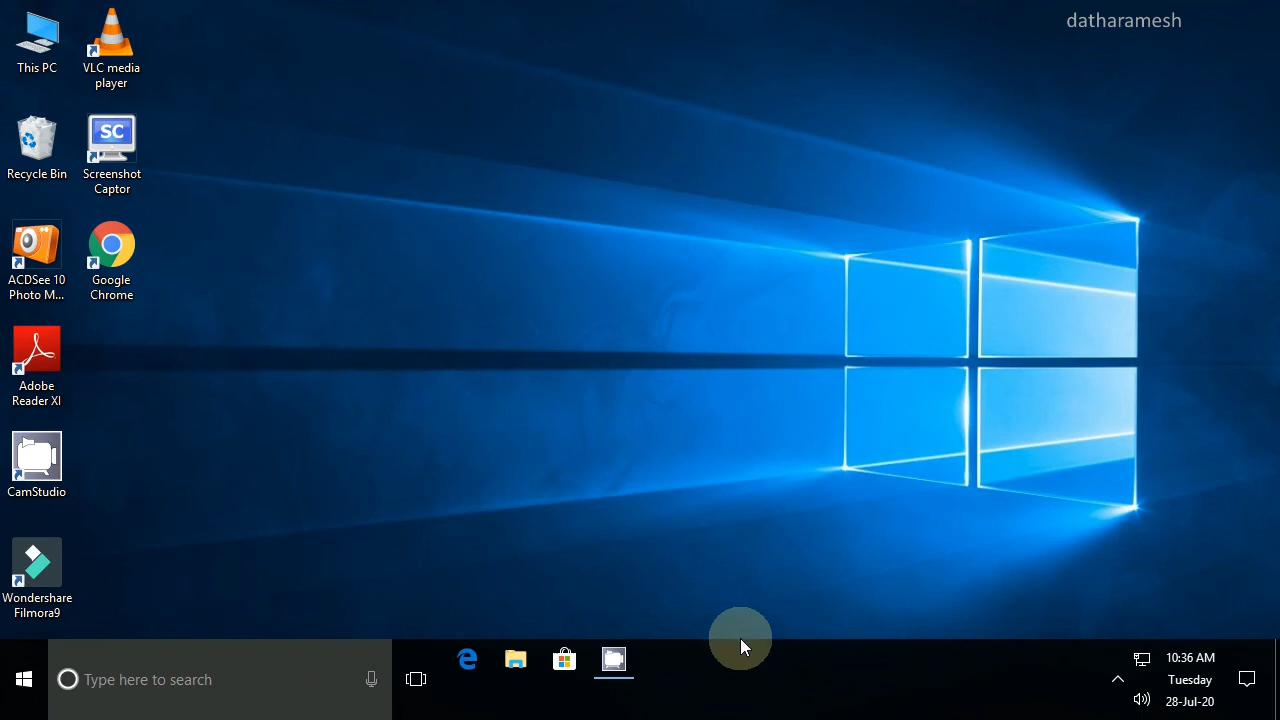 datharamesh
This PC
VLC media
player
Recycle Bin
SC
Screenshot
Captor
ACDSee 10
Photo M...
Google
Chrome
Adobe
Reader XI
CamStudio
Wondershare
Filmora9
Type here to search
10:36 AM
Tuesday
28-Jul-20